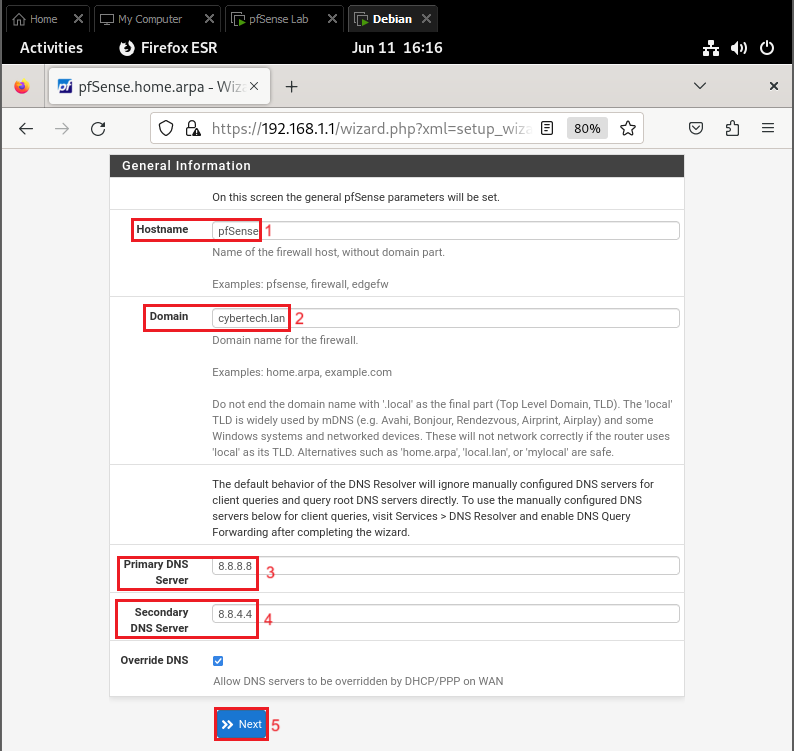 Home
My Computer
pfSense Lab
Debian
Activities
Firefox ESR
Jun 11 16:16
pfSense.home.arpa - Wiz
https://192.168.1.1/wizard.php?xml=setup_wiza
80%
General Information
On this screen the general pfSense parameters will be set.
Hostname
pfSense
1
Name of the firewall host, without domain part.
Examples: pfsense, firewall, edgefw
Domain
cybertech.lan
2
Domain name for the firewall.
Examples: home.arpa, example.com
Do not end the domain name with '.local' as the final part (Top Level Domain, TLD). The 'local'
TLD is widely used by mDNS (e.g. Avahi, Bonjour, Rendezvous, Airprint, Airplay) and some
Windows systems and networked devices. These will not network correctly if the router uses
'local' as its TLD. Alternatives such as 'home.arpa', 'local.lan', or 'mylocal' are safe.
The default behavior of the DNS Resolver will ignore manually configured DNS servers for
client queries and query root DNS servers directly. To use the manually configured DNS
servers below for client queries, visit Services > DNS Resolver and enable DNS Query
Forwarding after completing the wizard.
Primary DNS
Server
8.8.8.8
3
Secondary
DNS Server
8.8.4.4
4
Override DNS
Allow DNS servers to be overridden by DHCP/PPP on WAN
Next
5